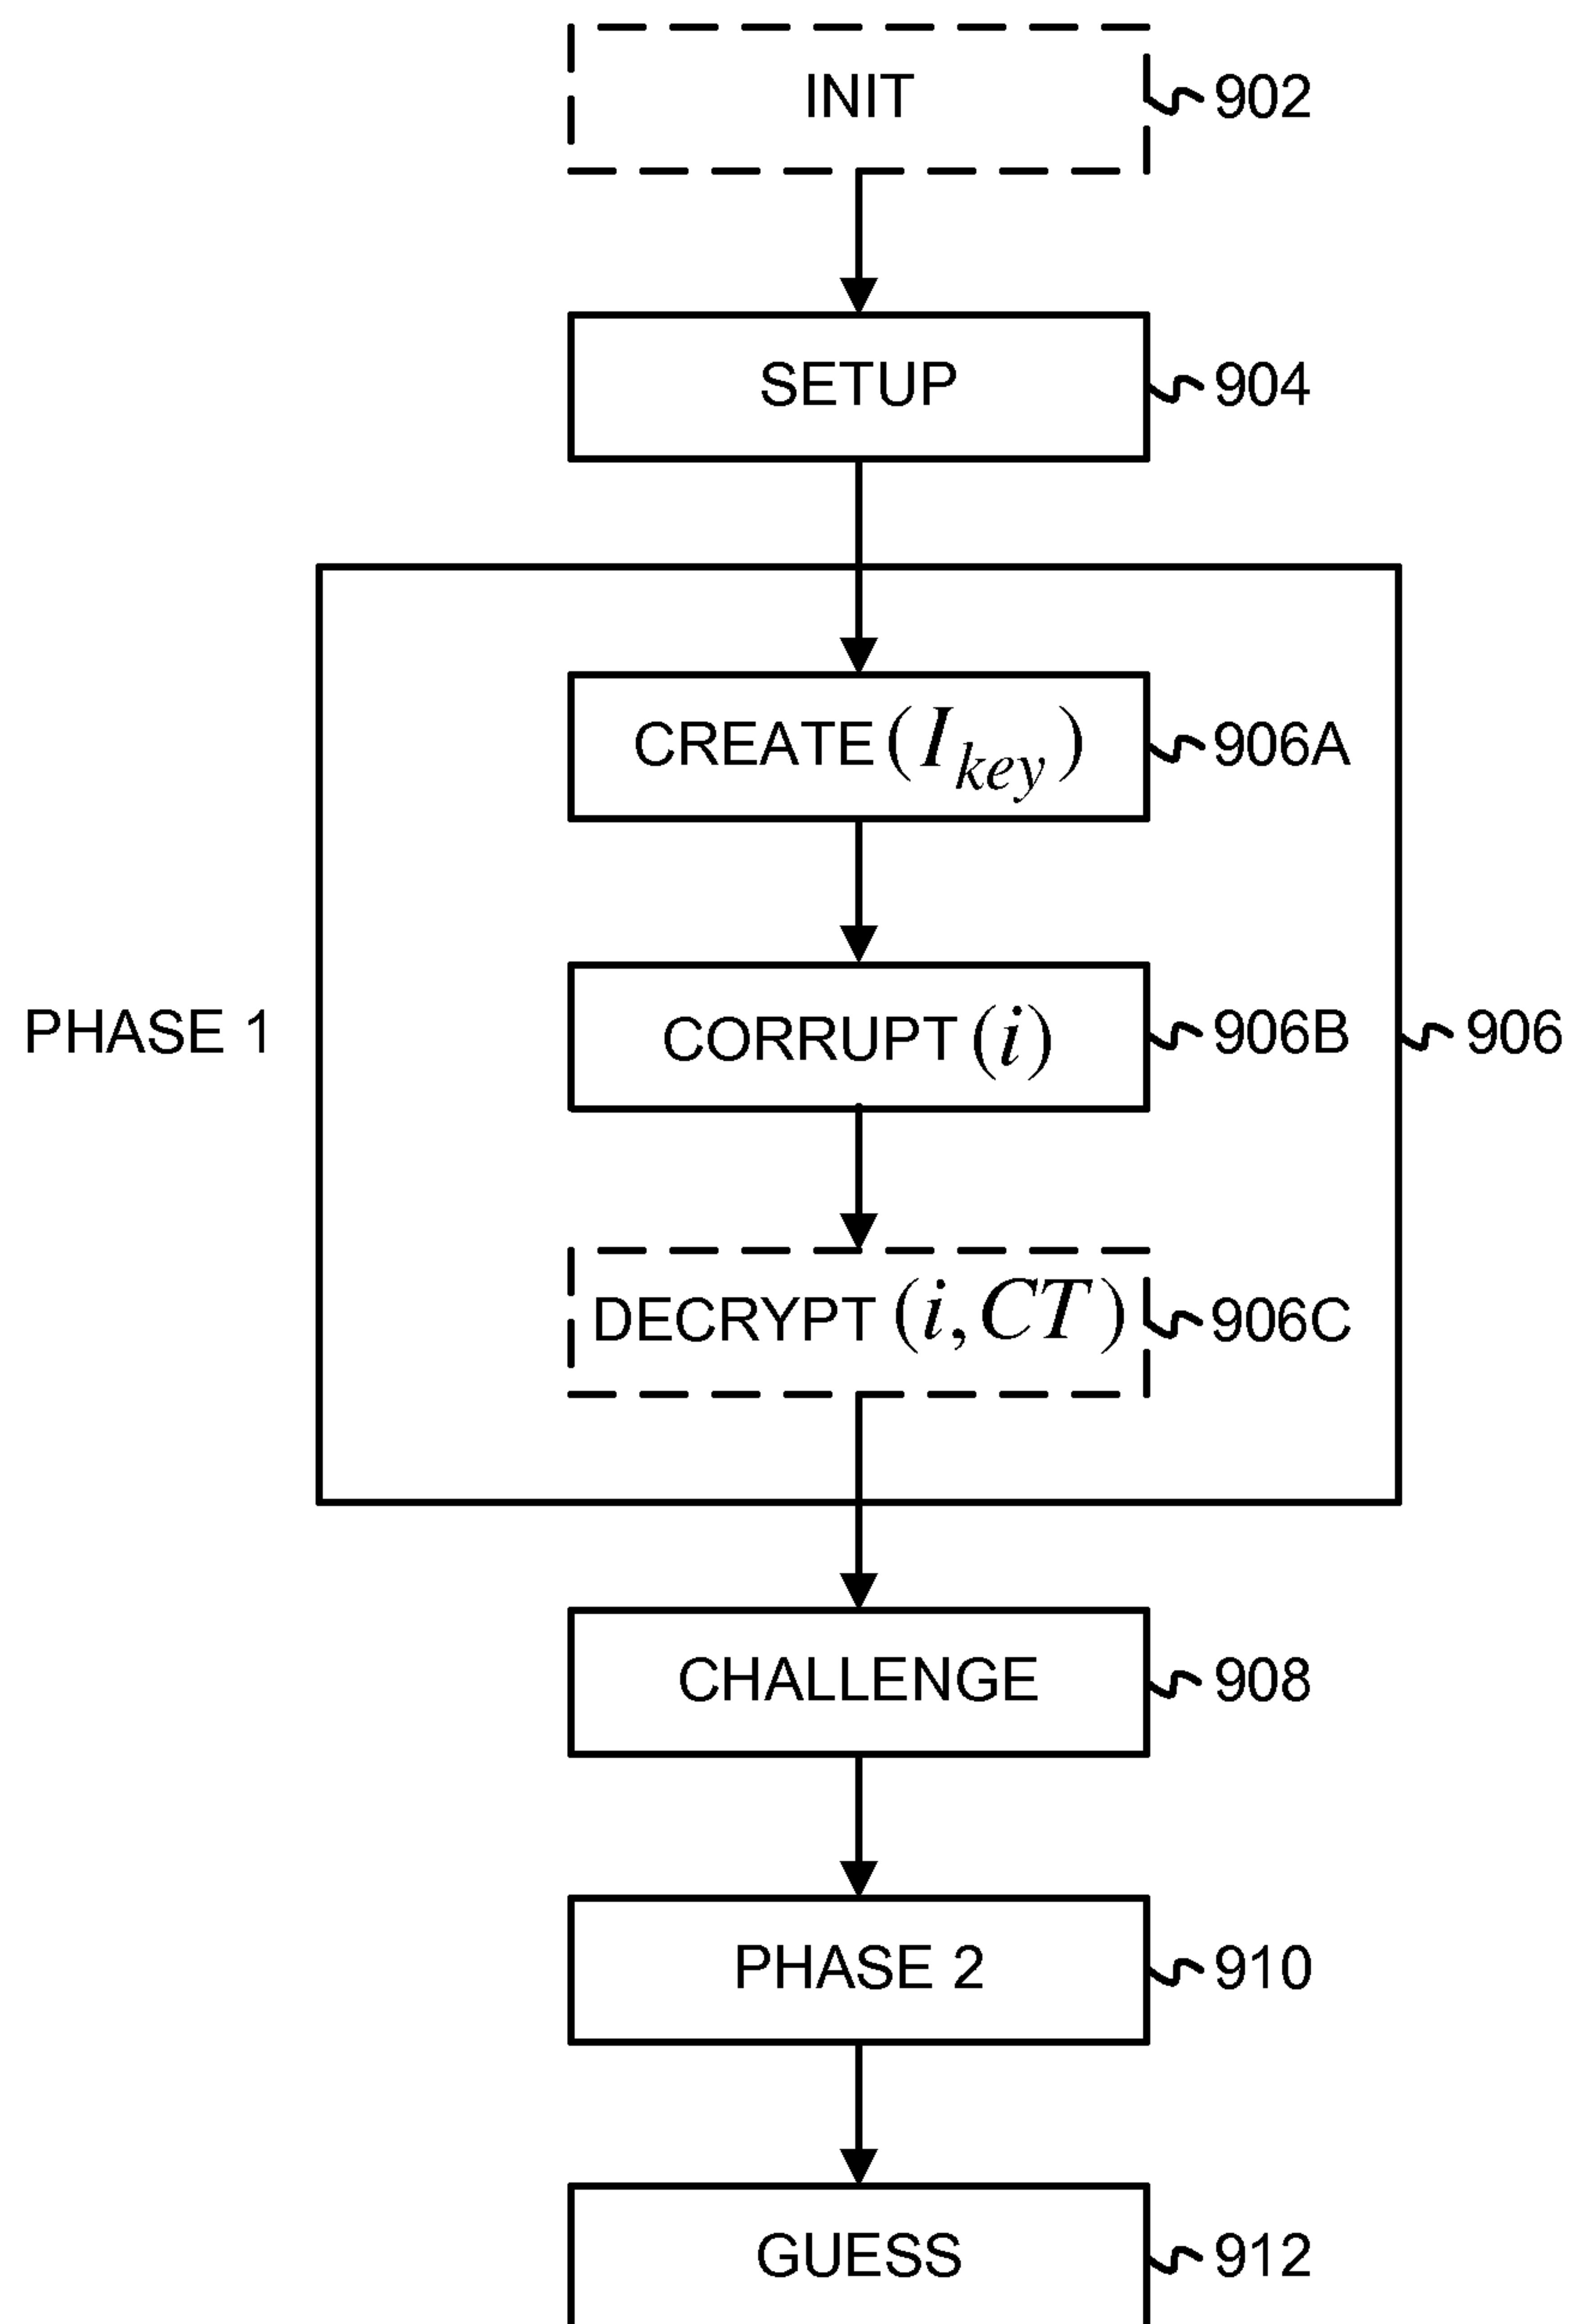 INIT 902
SETUP 904
CREATE (I_key) 906A
PHASE 1 CORRUPT (i) 906B 906
DECRYPT (i, CT) 906C
CHALLENGE 908
PHASE 2 910
GUESS 912